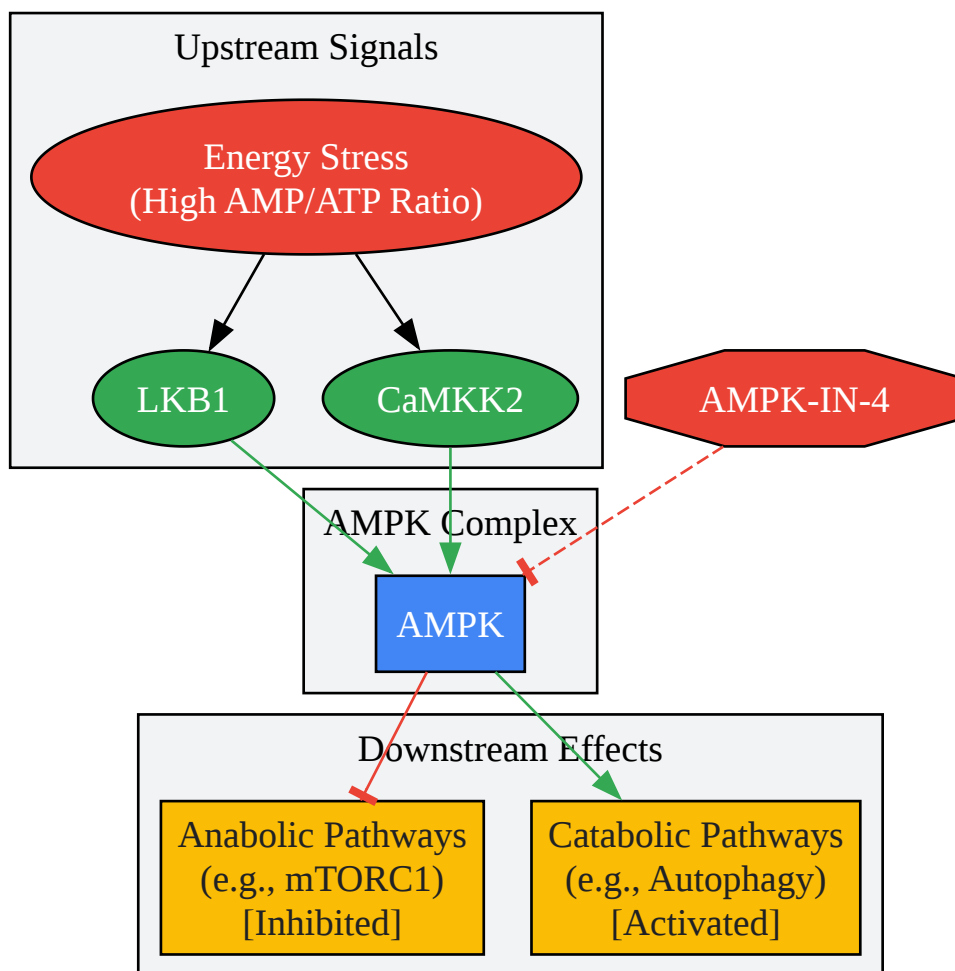 Upstream Signals
Energy Stress
(High AMP/ATP Ratio)
LKB1
CaMKK2
AMPK-IN-4
AMPK Complex
AMPK
Downstream Effects
Anabolic Pathways
(e.g., mTORC1)
[Inhibited]
Catabolic Pathways
(e.g., Autophagy)
[Activated]